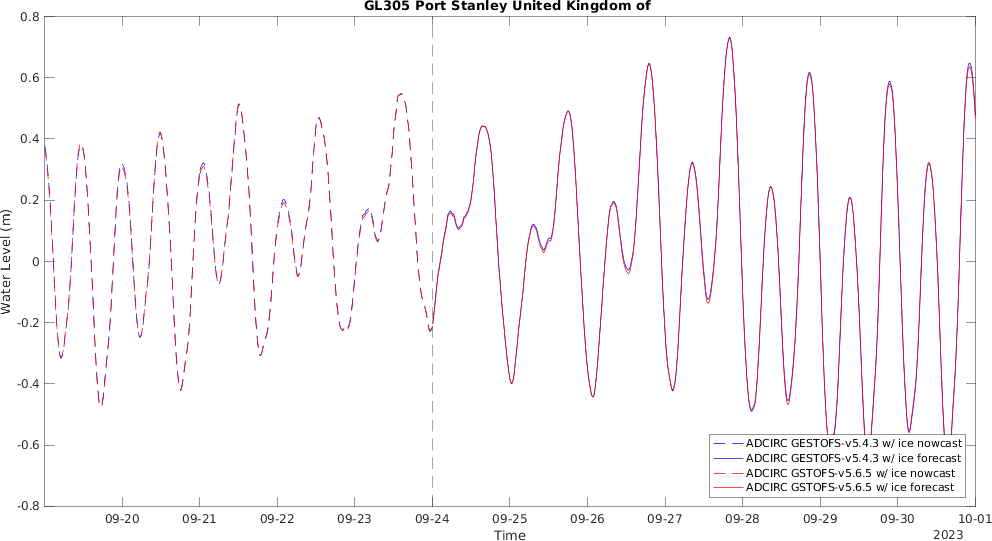 GL305 Port Stanley United Kingdom of
0.8
0.6
0.4
0.2
0
-0.2
-0.4
-0.6
-0.8
Water Level (m)
ADCIRC GESTOFS-v5.4.3 w/ ice nowcast
ADCIRC GESTOFS-v5.4.3 w/ ice forecast
ADCIRC GSTOFS-v5.6.5 w/ ice nowcast
ADCIRC GSTOFS-v5.6.5 w/ ice forecast
09-20 09-21 09-22 09-23 09-24 09-25 09-26 09-27 09-28 09-29 09-30 10-01
Time
2023